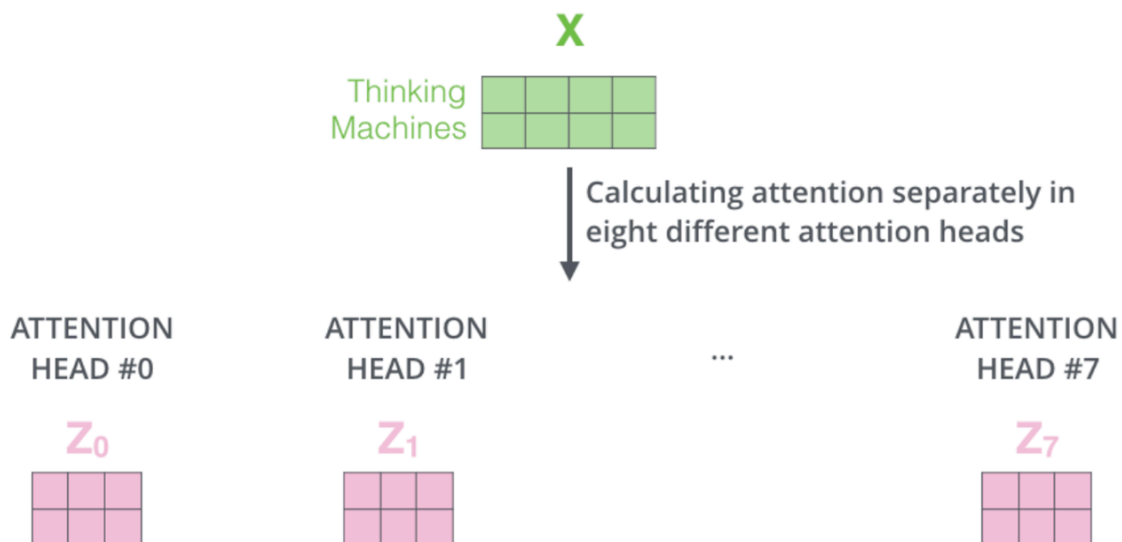 X
Thinking
Machines
Calculating attention separately in
eight different attention heads
ATTENTION
HEAD #0
ATTENTION
HEAD #1
...
ATTENTION
HEAD #7
Z0
Z1
Z7